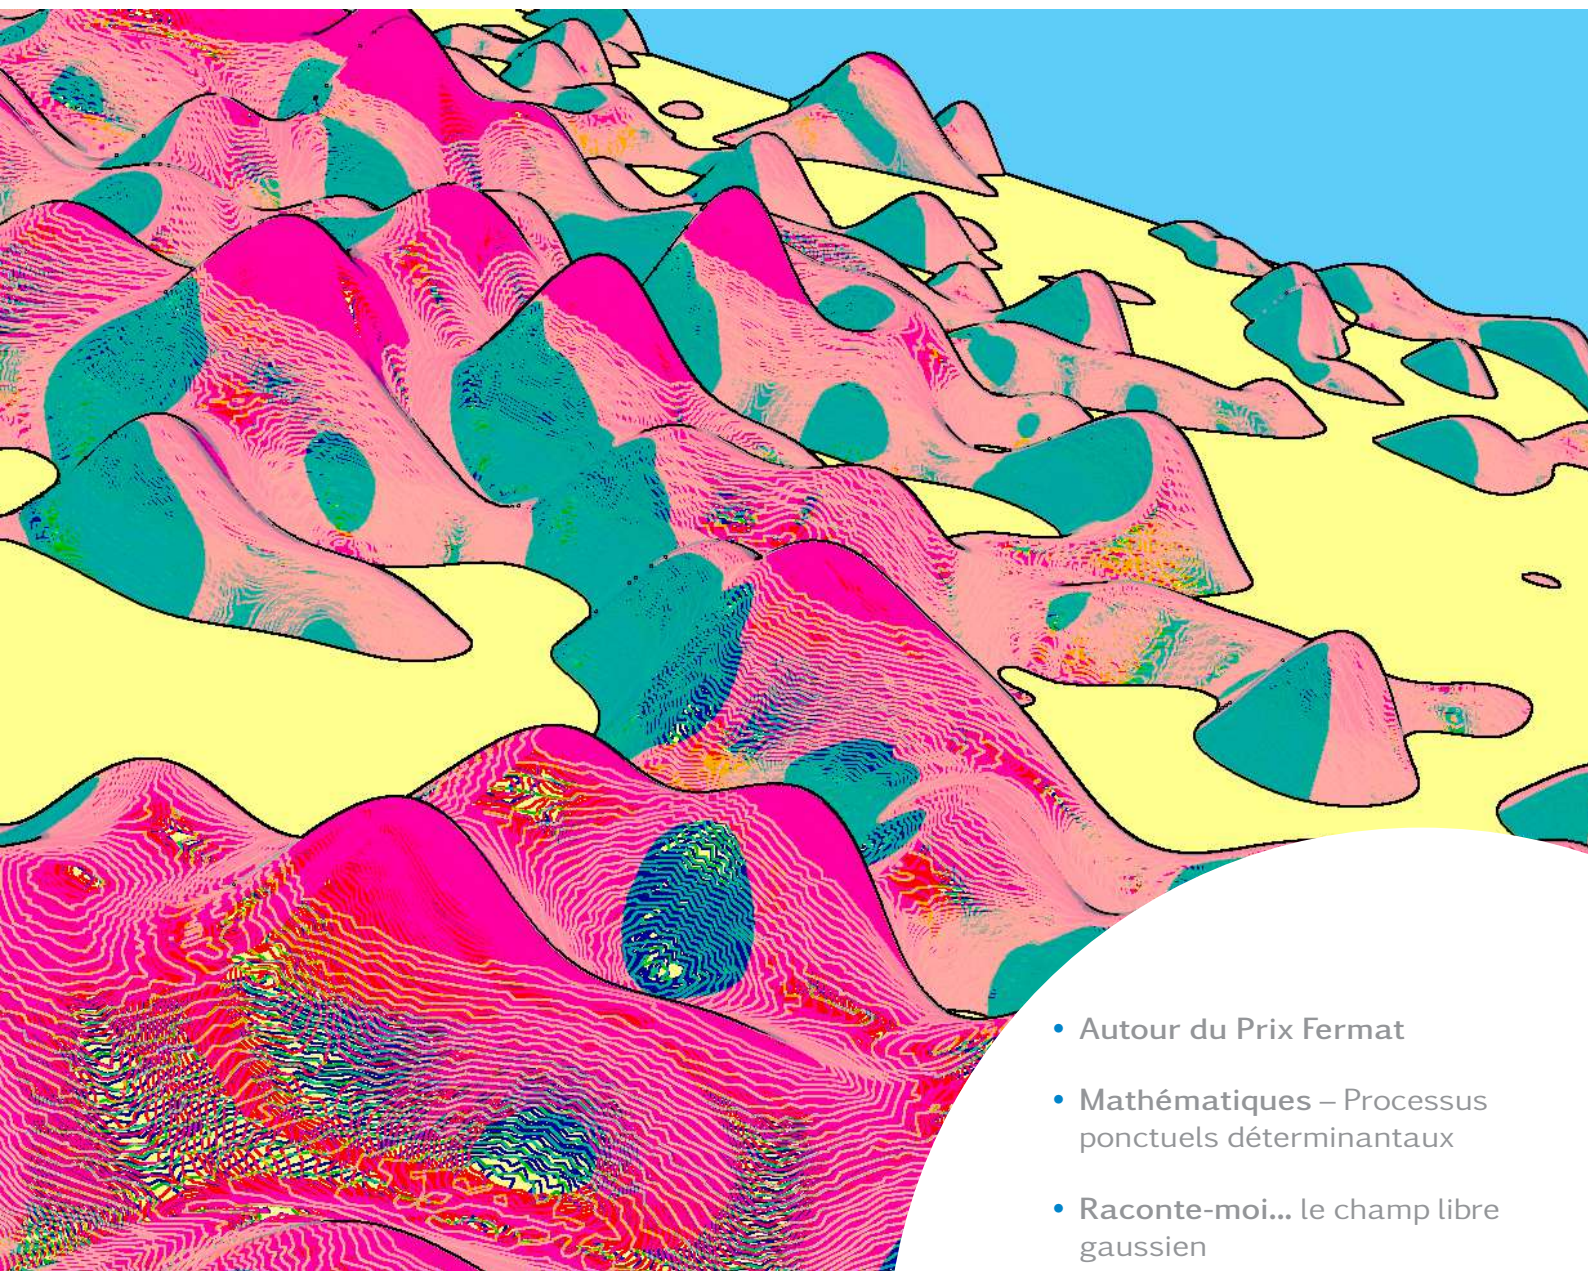 • Autour du Prix Fermat
• Mathématiques – Processus
ponctuels déterminantaux
• Raconte-moi... le champ libre
gaussien